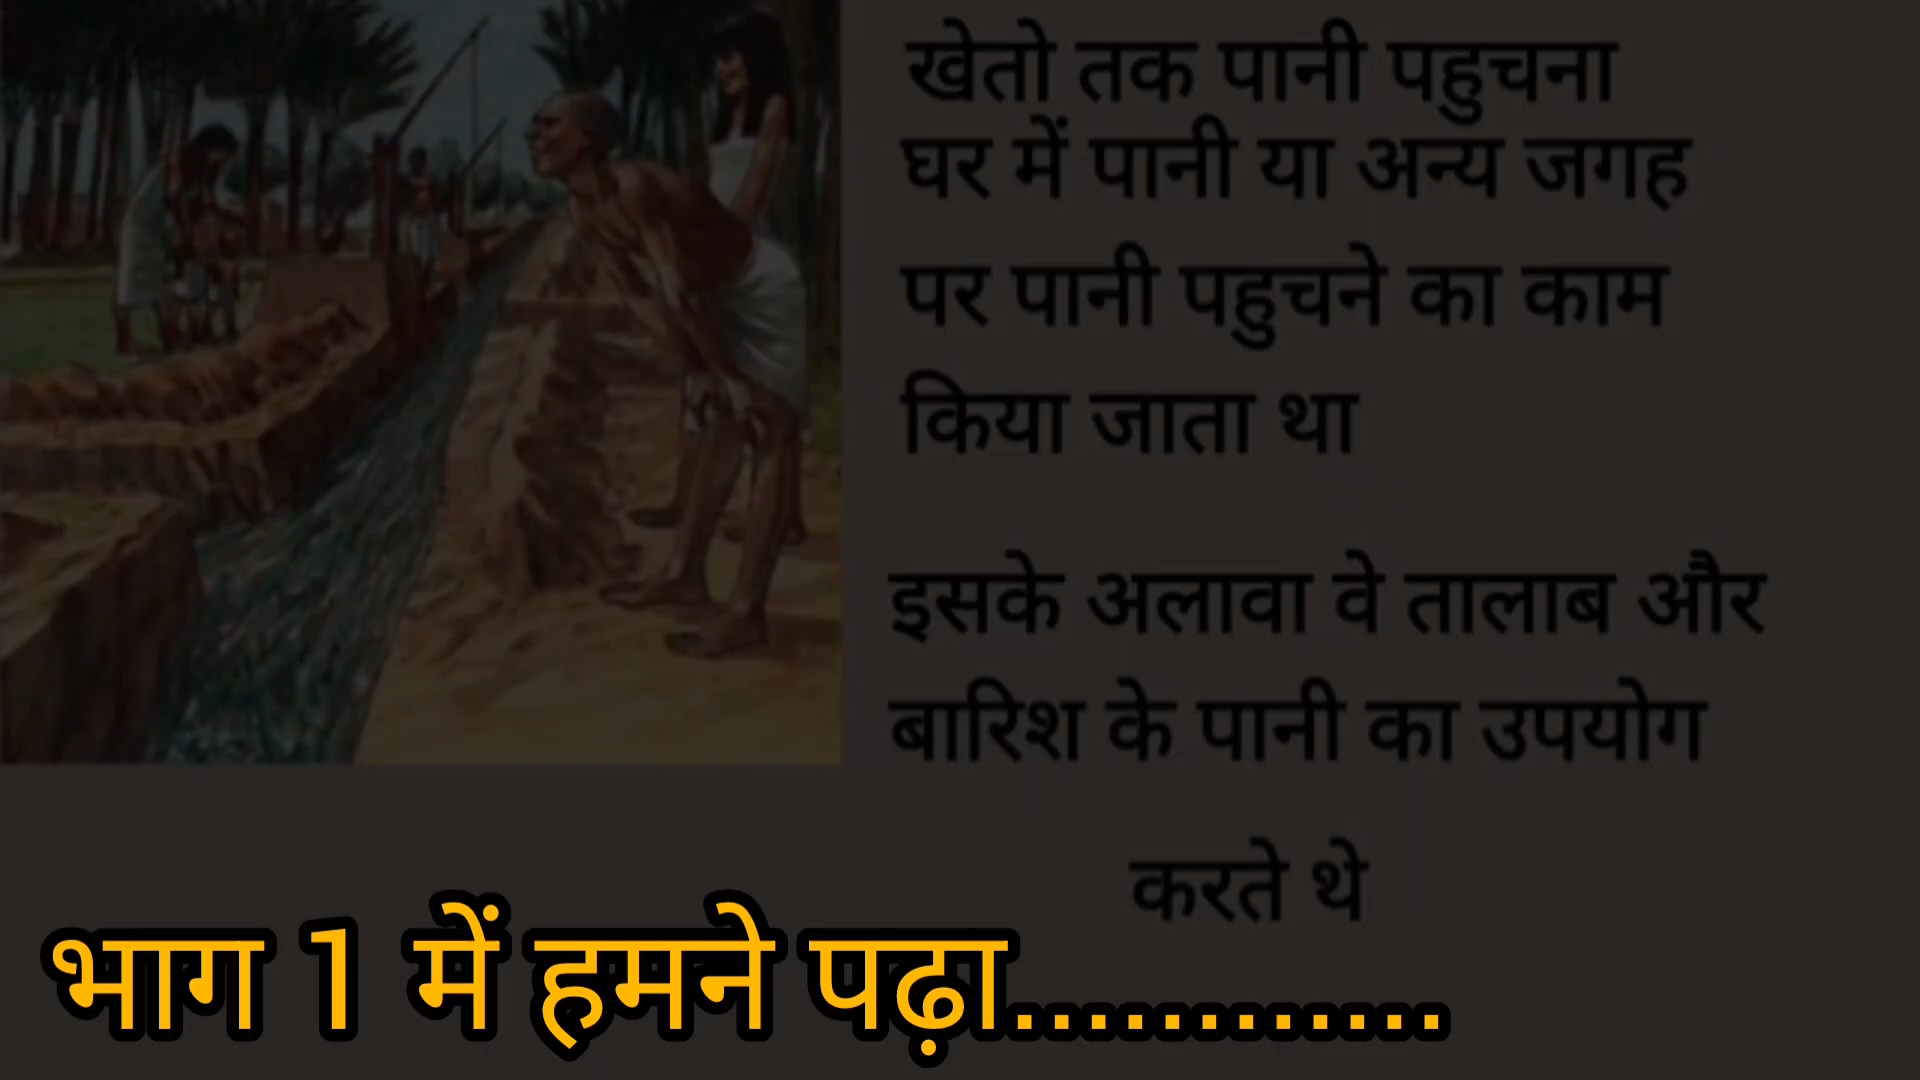 खेतो तक पानी पहुचना
घर में पानी या अन्य जगह
पर पानी पहुचने का काम
किया जाता था
इसके अलावा वे तालाब और
बारिश के पानी का उपयोग
करते थे
भाग 1 में हमने पढ़ा............